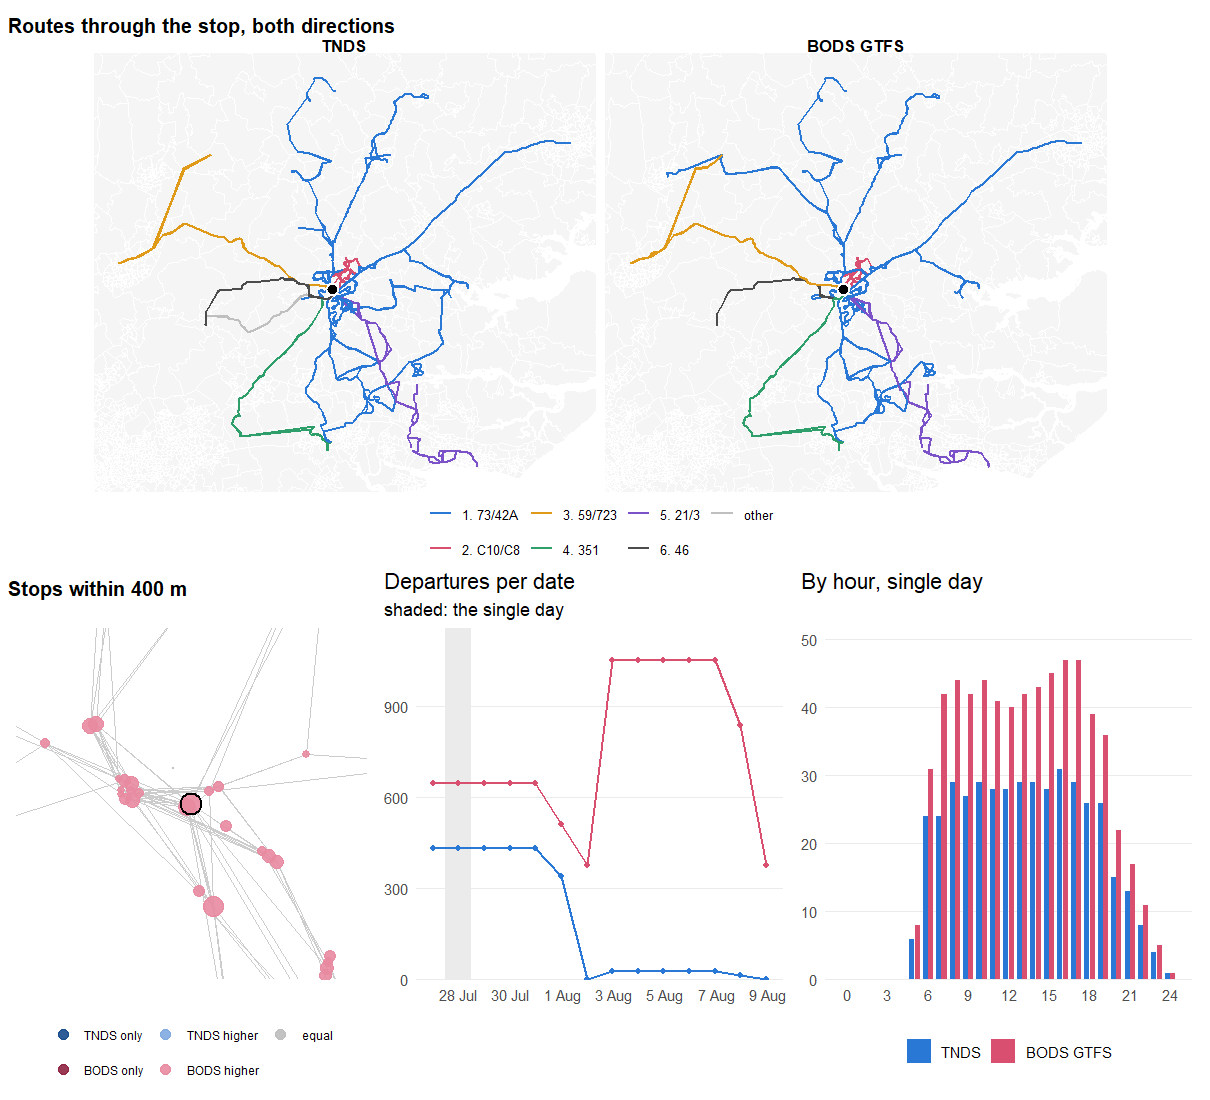 Routes through the stop, both directions
TNDS
BODS GTFS
1. 73/42A
3. 59/723
5. 21/3
other
2. C10/C8
4. 351
6. 46
Stops within 400 m
Departures per date
shaded: the single day
By hour, single day
900
600
300
0
28 Jul
30 Jul
1 Aug
3 Aug
5 Aug
7 Aug
9 Aug
50
40
30
20
10
0
0
3
6
9
12
15
18
21
24
TNDS only
TNDS higher
equal
BODS only
BODS higher
TNDS
BODS GTFS